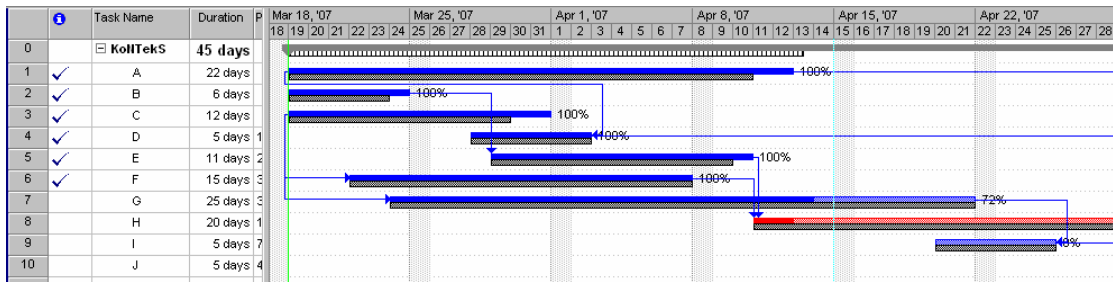 Task Name Duration P Mar 18, '07 Mar 25, '07 Apr 1, '07 Apr 8, '07 Apr 15, '07 Apr 22, '07
18 19 20 21 22 23 24 25 26 27 28 29 30 31 1 2 3 4 5 6 7 8 9 10 11 12 13 14 15 16 17 18 19 20 21 22 23 24 25 26 27 28
0 KollTekS 45 days
1 A 22 days 100%
2 B 6 days 100%
3 C 12 days 100%
4 D 5 days 1 100%
5 E 11 days 2 100%
6 F 15 days 3 100%
7 G 25 days 3 72%
8 H 20 days 1
9 I 5 days 7 0%
10 J 5 days 4